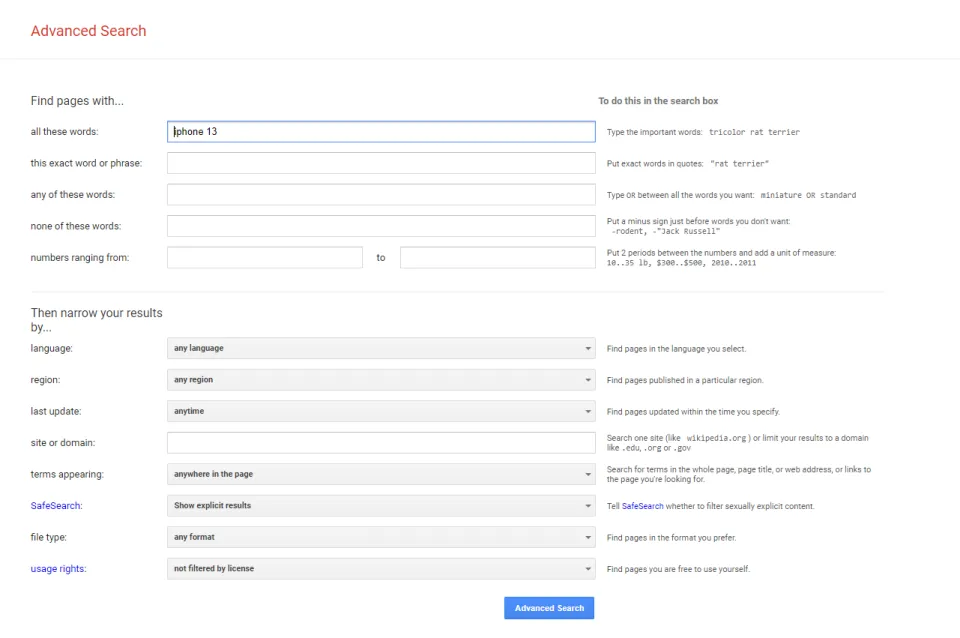 Advanced Search
Find pages with...
To do this in the search box
all these words:
iphone 13
Type the important words: tricolor rat terrier
this exact word or phrase:
Put exact words in quotes: "rat terrier"
any of these words:
Type OR between all the words you want: miniature OR standard
none of these words:
Put a minus sign just before words you don't want:
-rodent, -"Jack Russell"
numbers ranging from:
to
Put 2 periods between the numbers and add a unit of measure:
10..35 lb, $300..$500, 2010..2011
Then narrow your results
by...
language:
any language
Find pages in the language you select.
region:
any region
Find pages published in a particular region.
last update:
anytime
Find pages updated within the time you specify.
site or domain:
Search one site (like wikipedia.org ) or limit your results to a domain
like .edu, .org or .gov
terms appearing:
anywhere in the page
Search for terms in the whole page, page title, or web address, or links to
the page you're looking for.
SafeSearch:
Show explicit results
Tell SafeSearch whether to filter sexually explicit content.
file type:
any format
Find pages in the format you prefer.
usage rights:
not filtered by license
Find pages you are free to use yourself.
Advanced Search